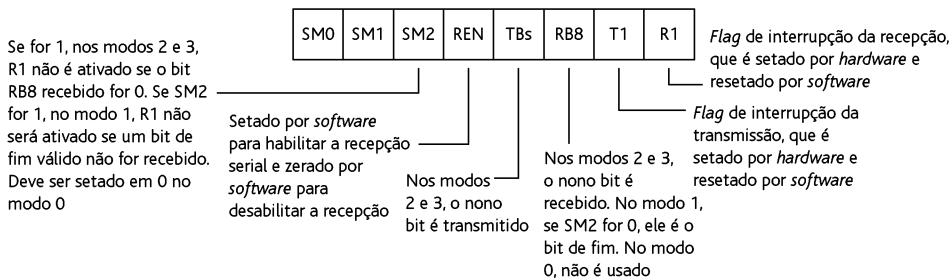 SM0 SM1 SM2 REN TBs RB8 T1 R1
Se for 1, nos modos 2 e 3,
R1 não é ativado se o bit
RB8 recebido for 0. Se SM2
for 1, no modo 1, R1 não
será ativado se um bit de
fim válido não for recebido.
Deve ser setado em 0 no
modo 0
Setado por software
para habilitar a recepção
serial e zerado por
software para
desabilitar a recepção
Nos modos
2 e 3, o nono
bit é transmitido
Nos modos 2 e 3,
o nono bit é
recebido. No modo 1,
se SM2 for 0, ele é o
bit de fim. No modo
0, não é usado
Flag de interrupção da
transmissão, que é
setado por hardware e
resetado por software
Flag de interrupção da recepção,
que é setado por hardware e
resetado por software